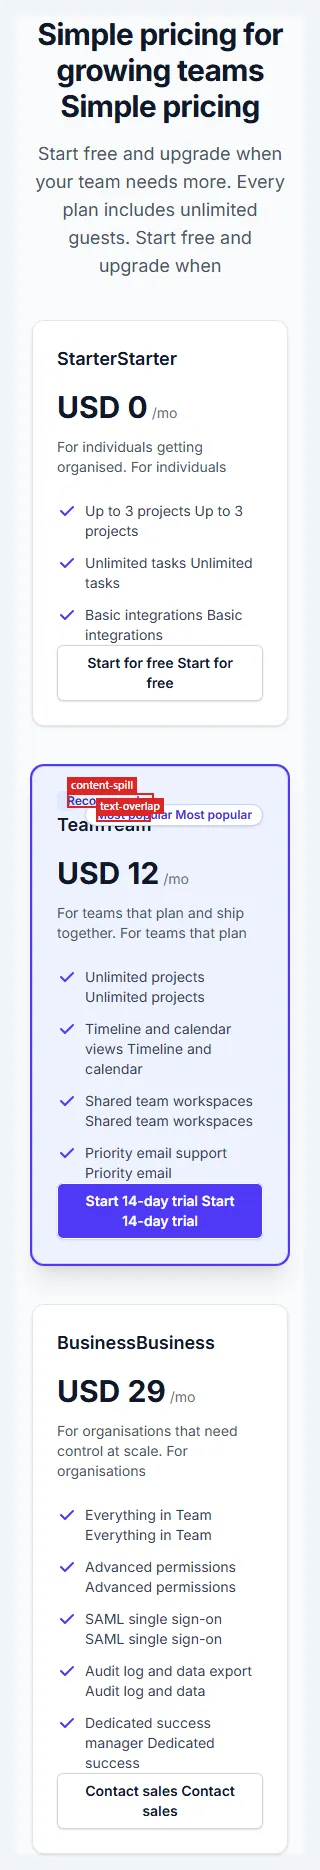 Simple pricing for
growing teams
Simple pricing
Start free and upgrade when
your team needs more. Every
plan includes unlimited
guests. Start free and
upgrade when
StarterStarter
USD 0 /mo
For individuals getting
organised. For individuals
Up to 3 projects Up to 3
projects
Unlimited tasks Unlimited
tasks
Basic integrations Basic
integrations
Start for free Start for
free
content-spill
text-overlap
Most popular Most popular
TeamTeam
USD 12 /mo
For teams that plan and ship
together. For teams that plan
Unlimited projects
Unlimited projects
Timeline and calendar
views Timeline and
calendar
Shared team workspaces
Shared team workspaces
Priority email support
Priority email
Start 14-day trial Start
14-day trial
BusinessBusiness
USD 29 /mo
For organisations that need
control at scale. For
organisations
Everything in Team
Everything in Team
Advanced permissions
Advanced permissions
SAML single sign-on
SAML single sign-on
Audit log and data export
Audit log and data
Dedicated success
manager Dedicated
success
Contact sales Contact
sales